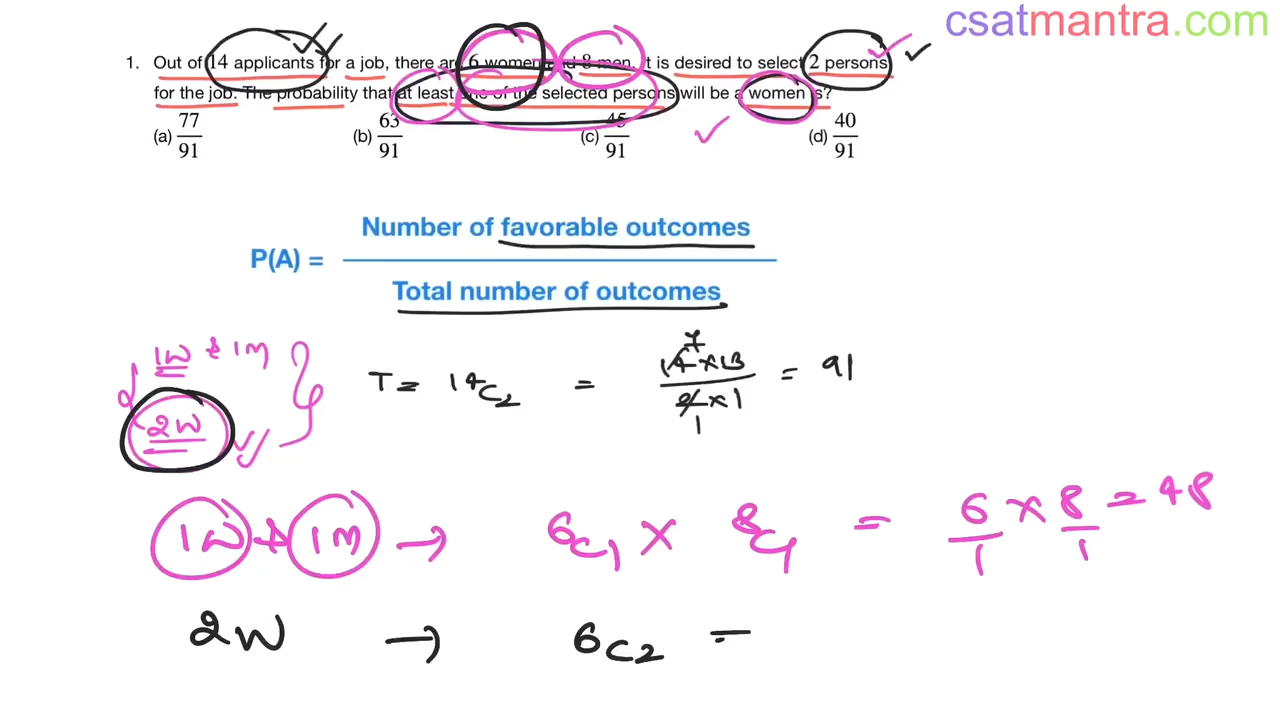 csatmantra.com
1. Out of 14 applicants for a job, there are 6 women and 8 men. It is desired to select 2 persons
for the job. The probability that at least one of the selected persons will be a women is?
(a) 77/91 (b) 63/91 (c) 45/91 (d) 40/91
P(A) = Number of favorable outcomes / Total number of outcomes
1W & 1M
2W
T = 14C2 = 14 x 13 / 2 x 1 = 91
7
1
1W & 1M → 6C1 x 8C1 = 6/1 x 8/1 = 48
2W → 6C2 =